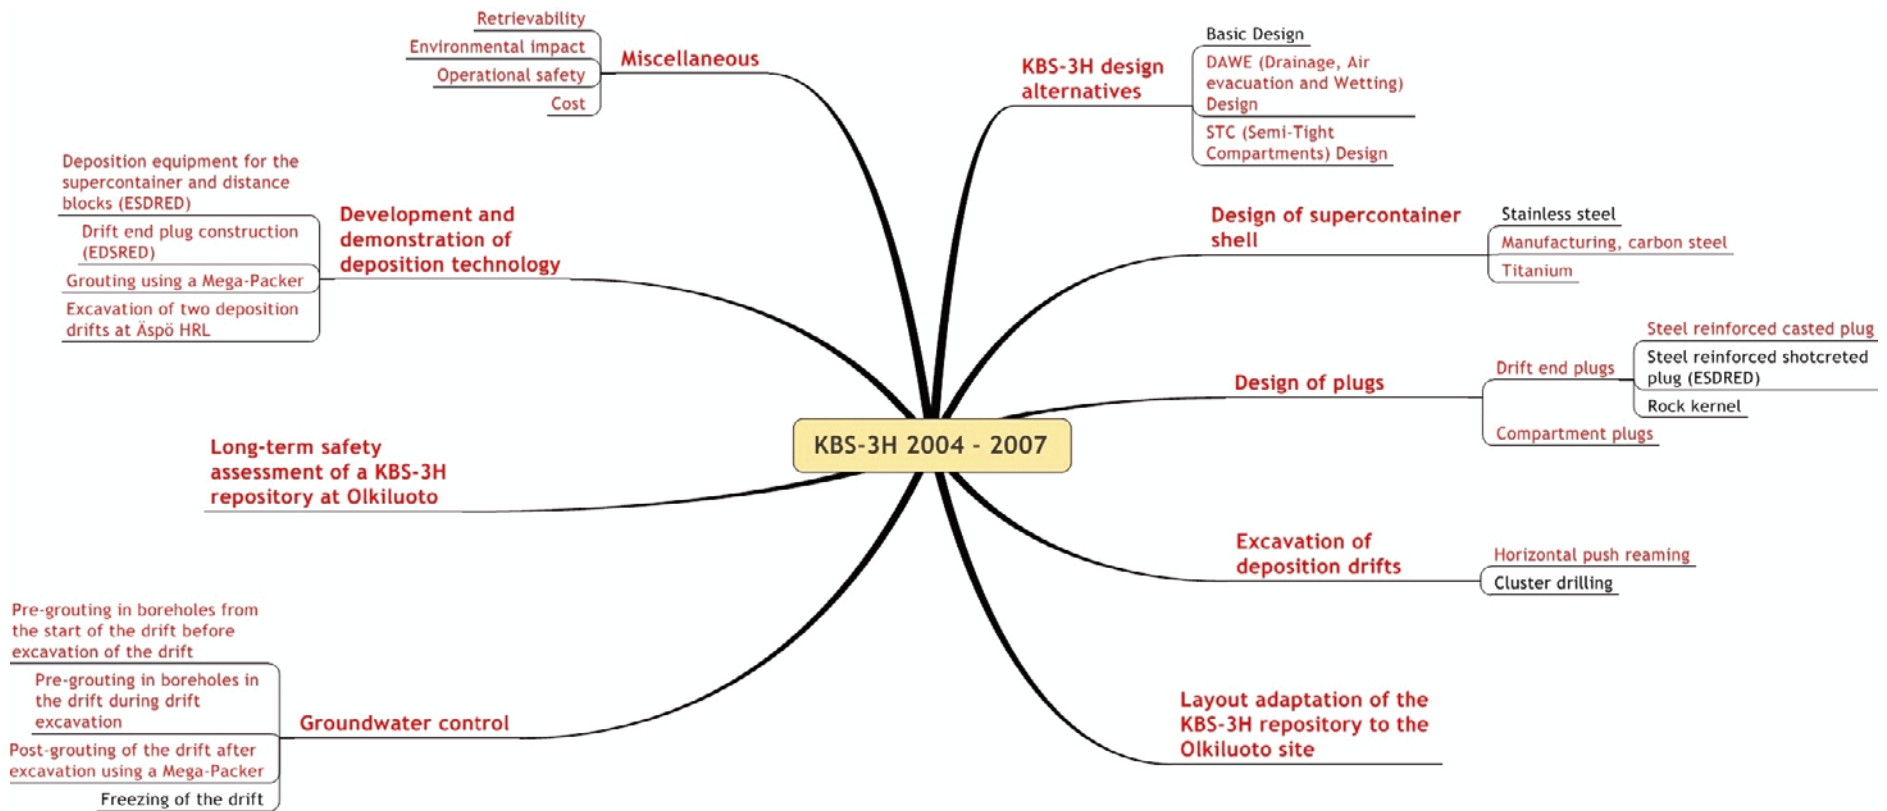 Retrievability
Environmental impact
Operational safety
Cost
Miscellaneous
Deposition equipment for the
supercontainer and distance
blocks (ESDRED)
Drift end plug construction
(EDSRED)
Grouting using a Mega-Packer
Excavation of two deposition
drifts at Äspö HRL
Development and
demonstration of
deposition technology
Long-term safety
assessment of a KBS-3H
repository at Olkiluoto
Pre-grouting in boreholes from
the start of the drift before
excavation of the drift
Pre-grouting in boreholes in
the drift during drift
excavation
Post-grouting of the drift after
excavation using a Mega-Packer
Freezing of the drift
Groundwater control
KBS-3H 2004 - 2007
KBS-3H design
alternatives
Basic Design
DAWE (Drainage, Air
evacuation and Wetting)
Design
STC (Semi-Tight
Compartments) Design
Design of supercontainer
shell
Stainless steel
Manufacturing, carbon steel
Titanium
Design of plugs
Drift end plugs
Steel reinforced casted plug
Steel reinforced shotcreted
plug (ESDRED)
Rock kernel
Compartment plugs
Excavation of
deposition drifts
Horizontal push reaming
Cluster drilling
Layout adaptation of the
KBS-3H repository to the
Olkiluoto site